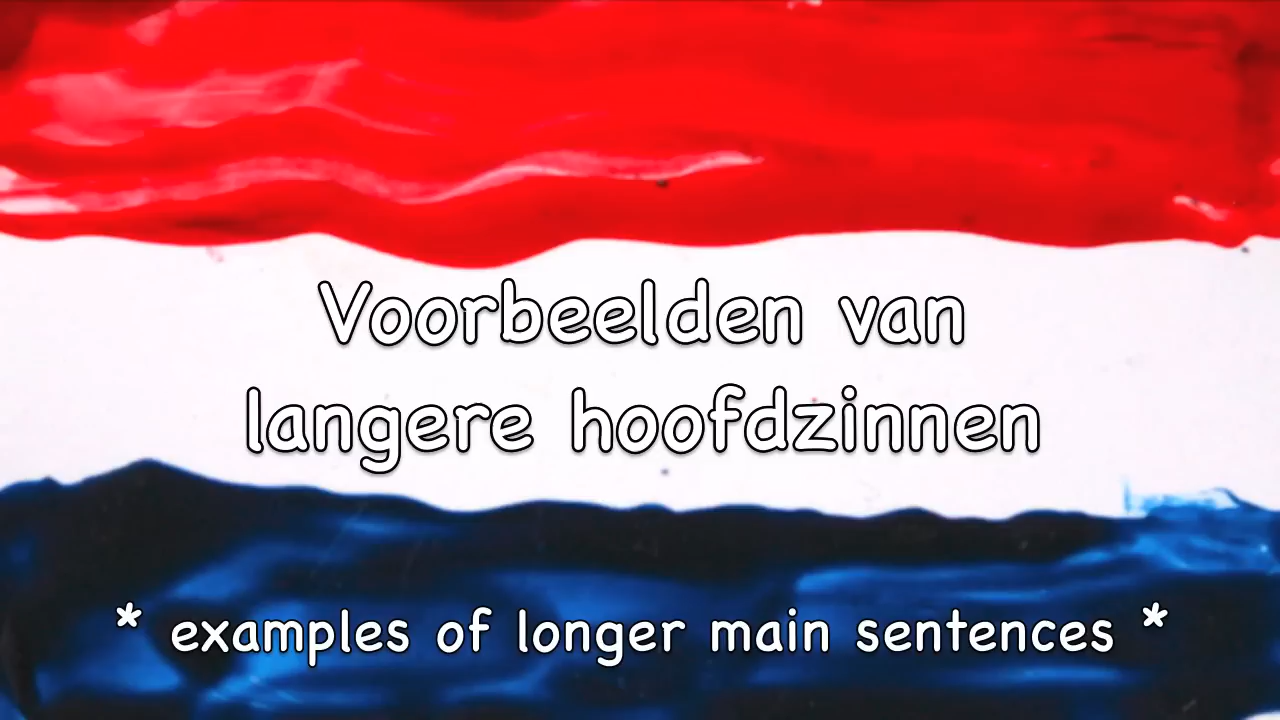 Voorbeelden van
langere hoofdzinnen
* examples of longer main sentences *